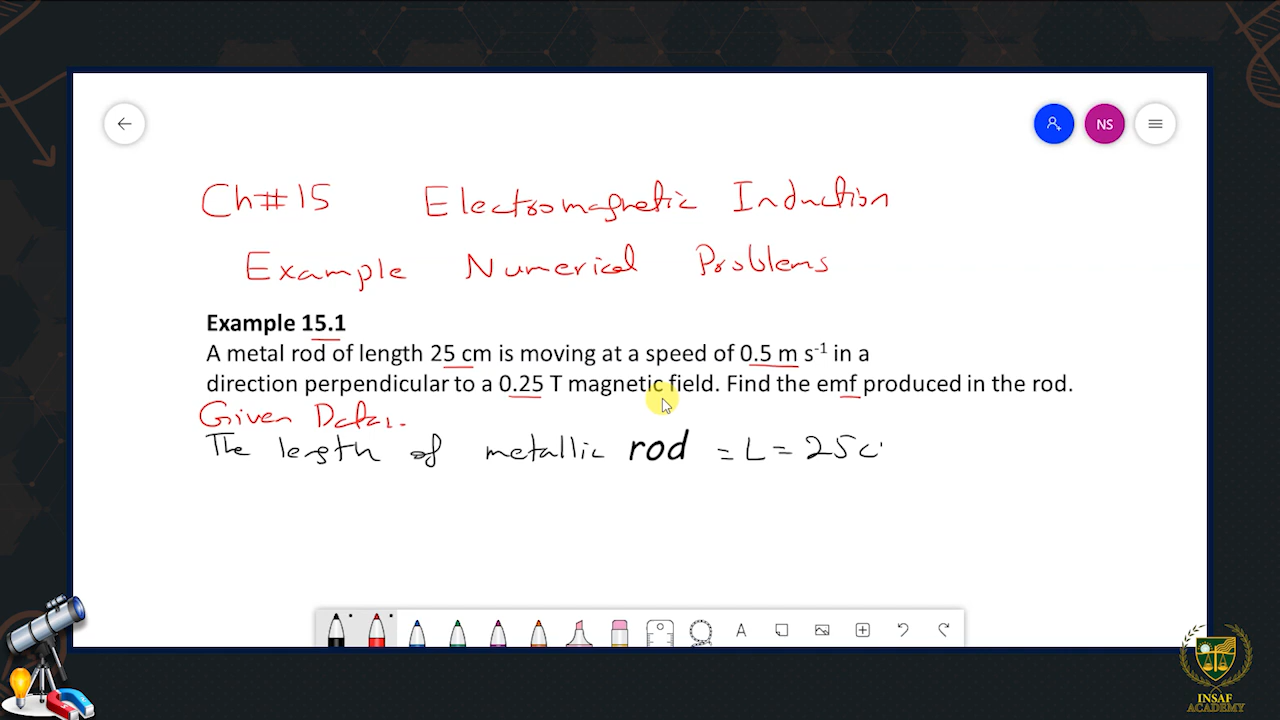 NS
Ch#15 Electromagnetic Induction
Example Numerical Problems
Example 15.1
A metal rod of length 25 cm is moving at a speed of 0.5 m s⁻¹ in a
direction perpendicular to a 0.25 T magnetic field. Find the emf produced in the rod.
Given Data:.
The length of metallic rod = L = 25 c
A
INSAF
ACADEMY